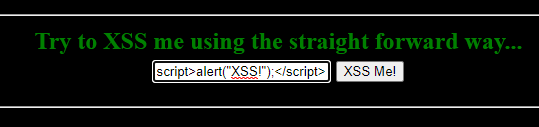 Try to XSS me using the straight forward way...
script>alert("XSS!");</script> XSS Me!